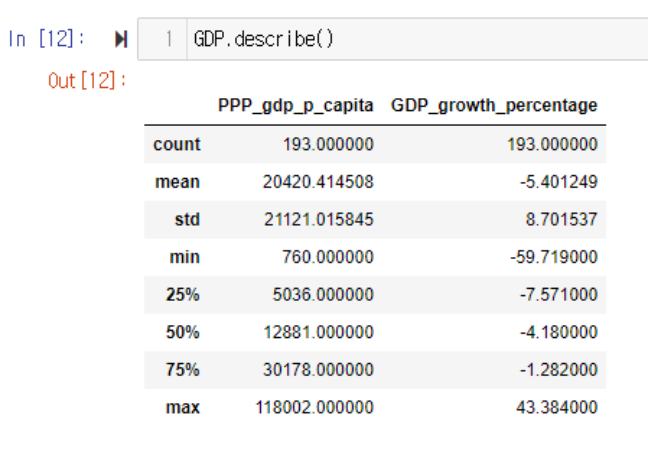 In [12]: 1 GDP.describe()
Out[12]:
PPP_gdp_p_capita GDP_growth_percentage
count 193.000000 193.000000
mean 20420.414508 -5.401249
std 21121.015845 8.701537
min 760.000000 -59.719000
25% 5036.000000 -7.571000
50% 12881.000000 -4.180000
75% 30178.000000 -1.282000
max 118002.000000 43.384000